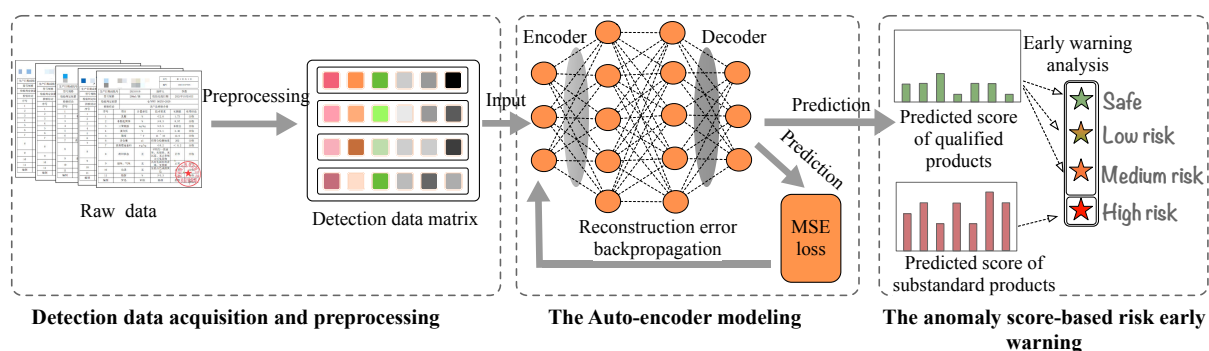 Raw data
Preprocessing
Detection data matrix
Detection data acquisition and preprocessing
Input
Encoder
Decoder
Reconstruction error
backpropagation
MSE
loss
Prediction
Prediction
The Auto-encoder modeling
Predicted score
of qualified
products
Predicted score of
substandard products
Early warning
analysis
Safe
Low risk
Medium risk
High risk
The anomaly score-based risk early
warning